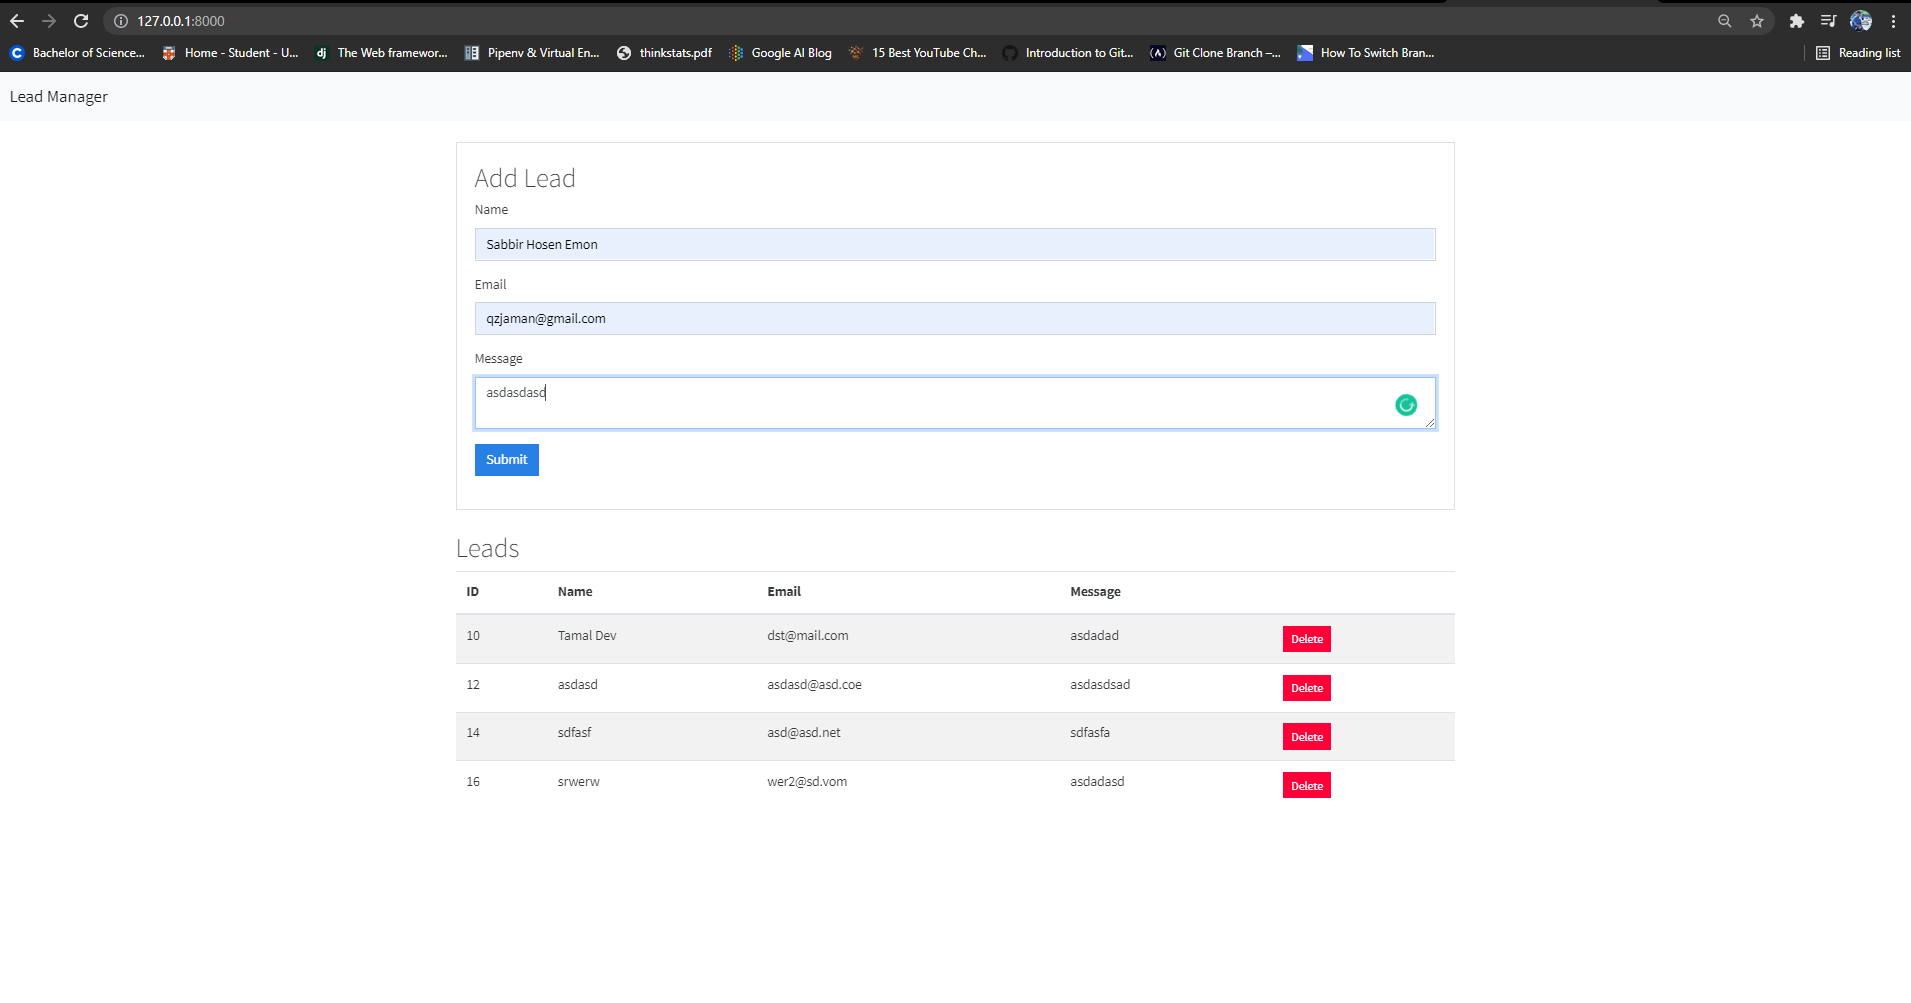 127.0.0.1:8000
Bachelor of Science... Home - Student - U... dj The Web framewor... Pipenv & Virtual En... thinkstats.pdf Google AI Blog 15 Best YouTube Ch... Introduction to Git... Git Clone Branch –... How To Switch Bran... Reading list
Lead Manager
Add Lead
Name
Sabbir Hosen Emon
Email
qzjaman@gmail.com
Message
asdasdasd
Submit
Leads
ID Name Email Message
10 Tamal Dev dst@mail.com asdadad Delete
12 asdasd asdasd@asd.coe asdasdsad Delete
14 sdfasf asd@asd.net sdfasfa Delete
16 srwerw wer2@sd.vom asdadasd Delete